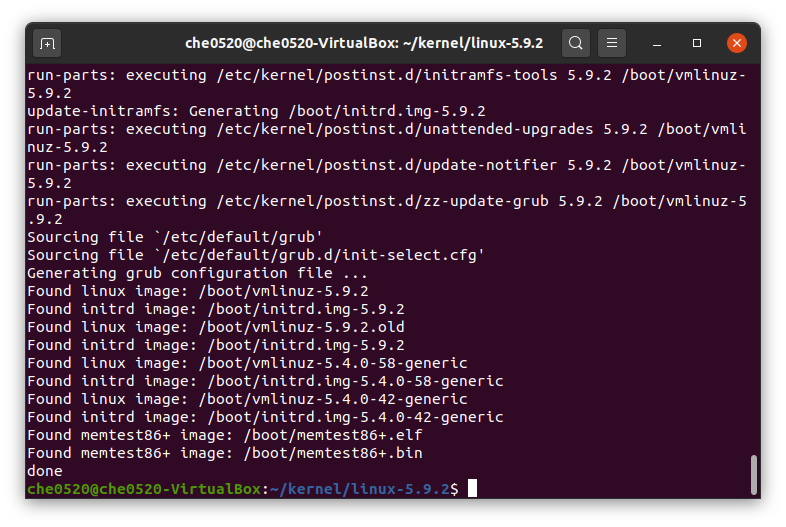 che0520@che0520-VirtualBox: ~/kernel/linux-5.9.2
run-parts: executing /etc/kernel/postinst.d/initramfs-tools 5.9.2 /boot/vmlinuz-
5.9.2
update-initramfs: Generating /boot/initrd.img-5.9.2
run-parts: executing /etc/kernel/postinst.d/unattended-upgrades 5.9.2 /boot/vmli
nuz-5.9.2
run-parts: executing /etc/kernel/postinst.d/update-notifier 5.9.2 /boot/vmlinuz-
5.9.2
run-parts: executing /etc/kernel/postinst.d/zz-update-grub 5.9.2 /boot/vmlinuz-5
.9.2
Sourcing file `/etc/default/grub'
Sourcing file `/etc/default/grub.d/init-select.cfg'
Generating grub configuration file ...
Found linux image: /boot/vmlinuz-5.9.2
Found initrd image: /boot/initrd.img-5.9.2
Found linux image: /boot/vmlinuz-5.9.2.old
Found initrd image: /boot/initrd.img-5.9.2
Found linux image: /boot/vmlinuz-5.4.0-58-generic
Found initrd image: /boot/initrd.img-5.4.0-58-generic
Found linux image: /boot/vmlinuz-5.4.0-42-generic
Found initrd image: /boot/initrd.img-5.4.0-42-generic
Found memtest86+ image: /boot/memtest86+.elf
Found memtest86+ image: /boot/memtest86+.bin
done
che0520@che0520-VirtualBox:~/kernel/linux-5.9.2$